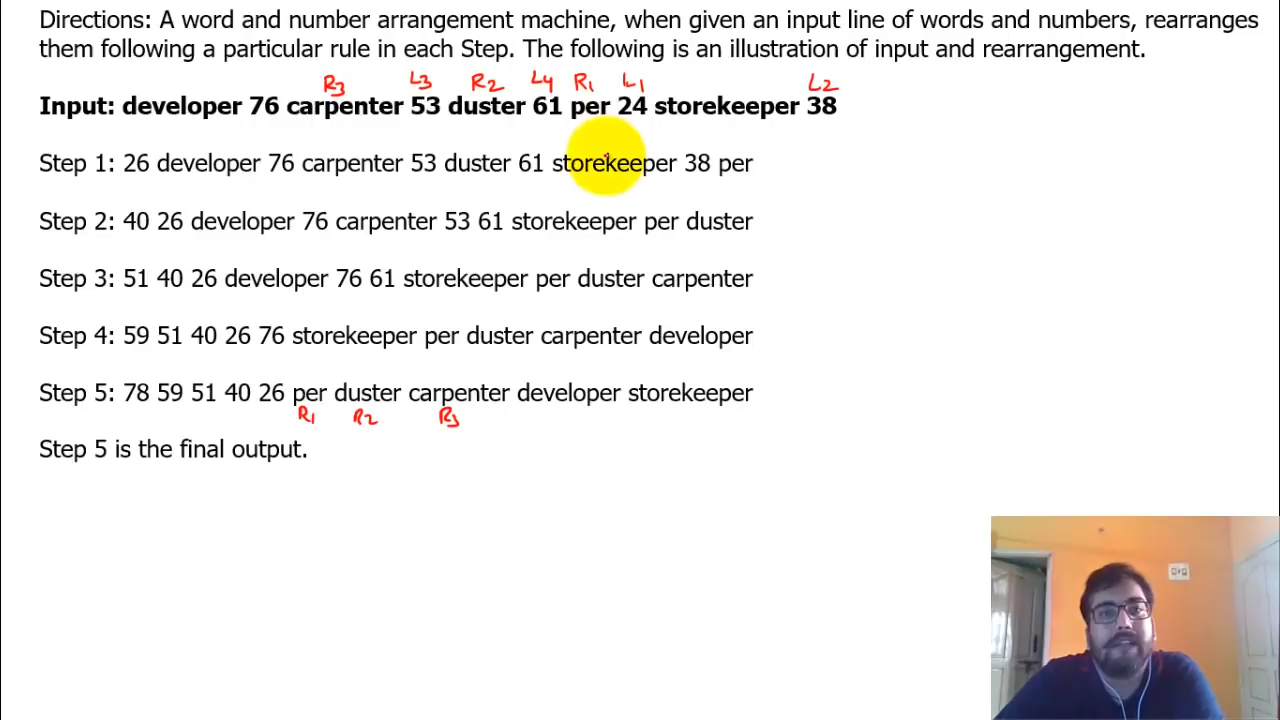 Directions: A word and number arrangement machine, when given an input line of words and numbers, rearranges
them following a particular rule in each Step. The following is an illustration of input and rearrangement.
R3 L3 R2 L4 R1 L1 L2
Input: developer 76 carpenter 53 duster 61 per 24 storekeeper 38
Step 1: 26 developer 76 carpenter 53 duster 61 storekeeper 38 per
Step 2: 40 26 developer 76 carpenter 53 61 storekeeper per duster
Step 3: 51 40 26 developer 76 61 storekeeper per duster carpenter
Step 4: 59 51 40 26 76 storekeeper per duster carpenter developer
Step 5: 78 59 51 40 26 per duster carpenter developer storekeeper
R1 R2 R3
Step 5 is the final output.